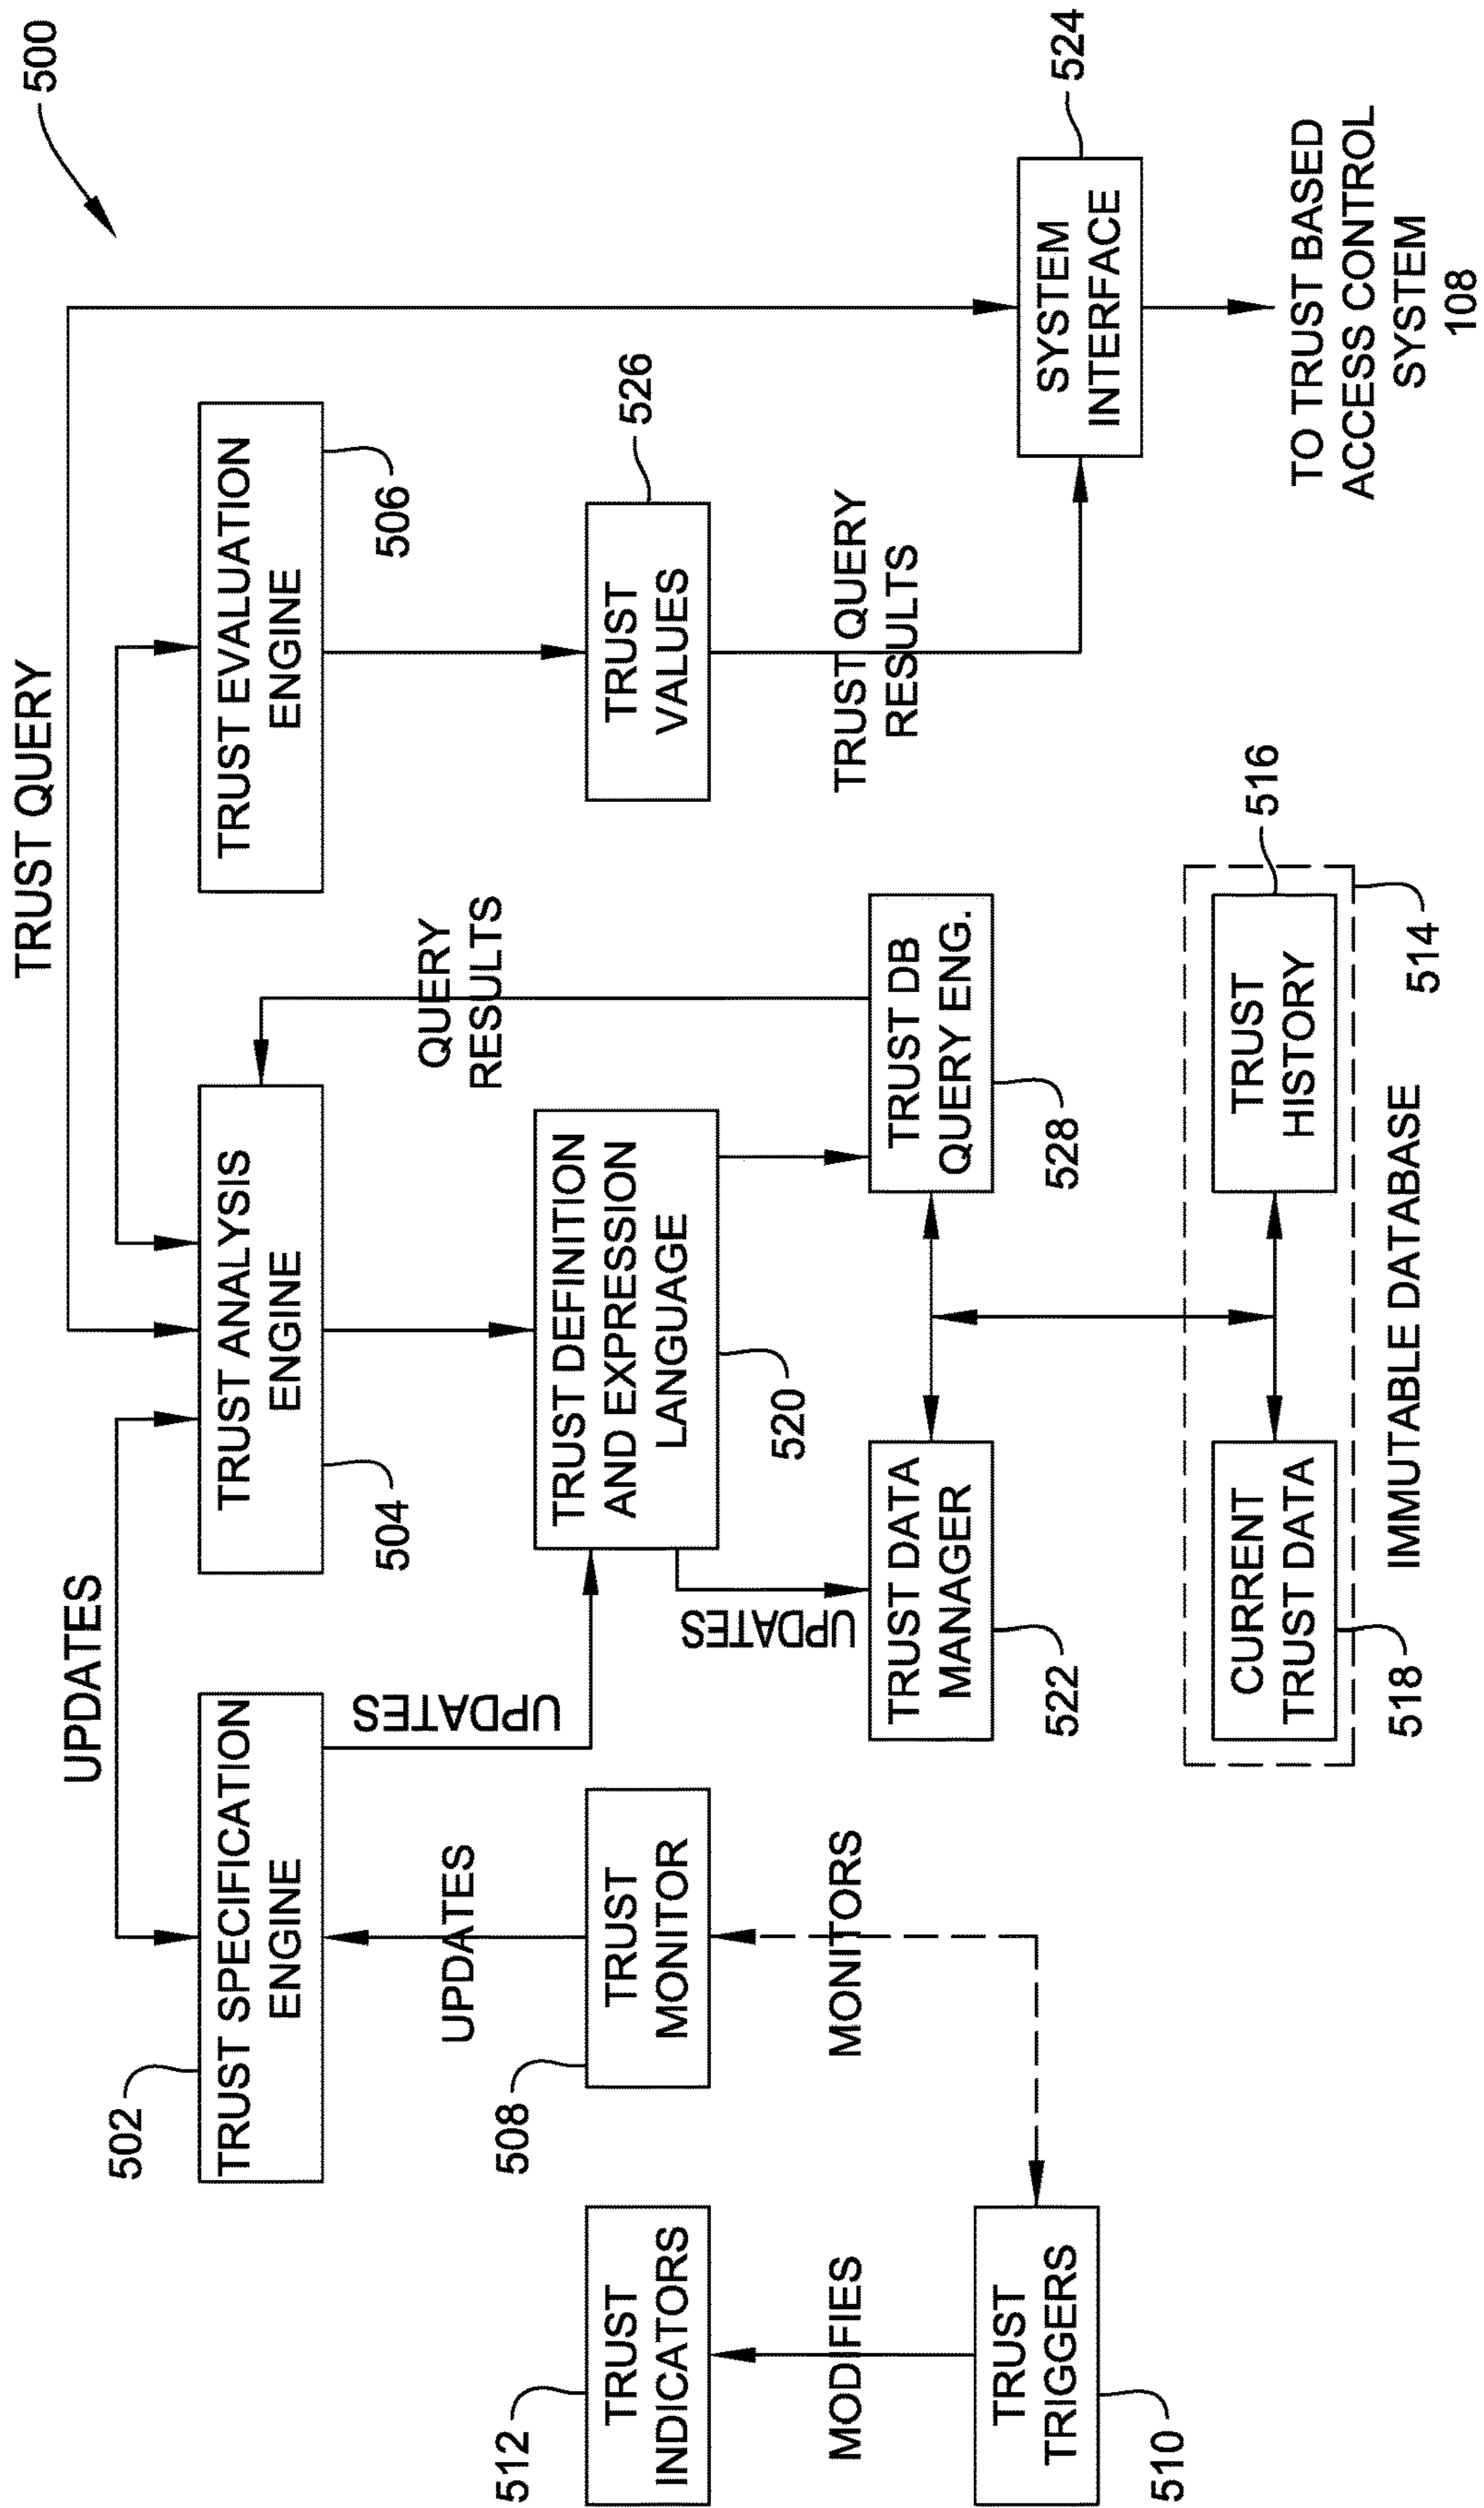 500
TRUST QUERY
UPDATES
502
TRUST SPECIFICATION
ENGINE
TRUST ANALYSIS
ENGINE
504
TRUST EVALUATION
ENGINE
506
UPDATES
UPDATES
QUERY
RESULTS
512
TRUST
INDICATORS
508
TRUST
MONITOR
TRUST DEFINITION
AND EXPRESSION
LANGUAGE
520
TRUST
VALUES
526
MODIFIES
MONITORS
UPDATES
TRUST QUERY
RESULTS
TRUST
TRIGGERS
510
TRUST DATA
MANAGER
522
TRUST DB
QUERY ENG.
528
SYSTEM
INTERFACE
524
CURRENT
TRUST DATA
518
TRUST
HISTORY
516
514
IMMUTABLE DATABASE
TO TRUST BASED
ACCESS CONTROL
SYSTEM
108